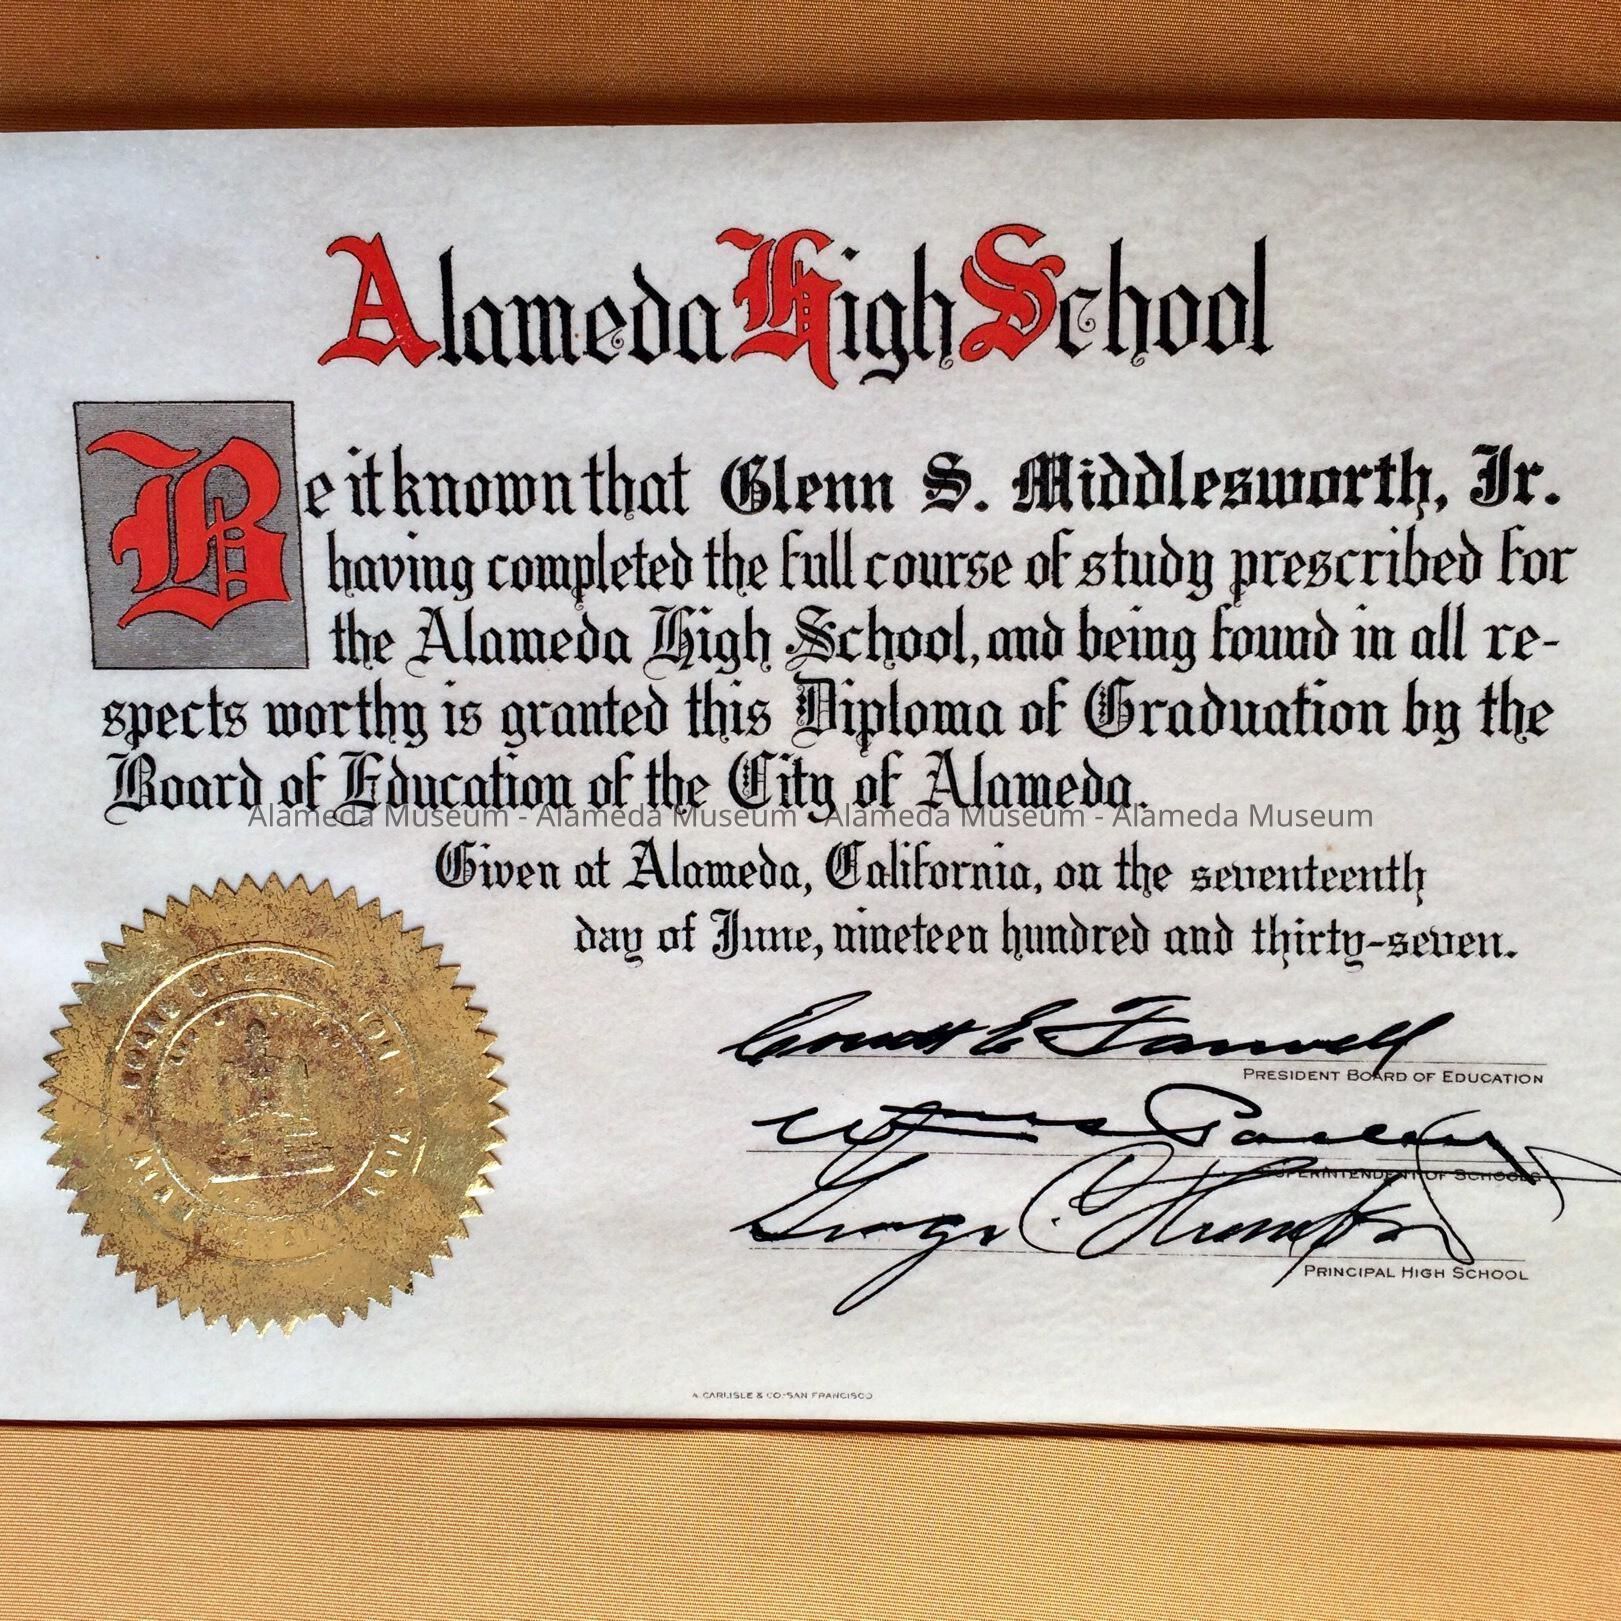 Alameda High School
Be it known that Glenn S. Middlesworth, Jr.
having completed the full course of study prescribed for
the Alameda High School, and being found in all re-
spects worthy is granted this Diploma of Graduation by the
Board of Education of the City of Alameda.
Alameda Museum - Alameda Museum - Alameda Museum - Alameda Museum
Given at Alameda, California, on the seventeenth
day of June, nineteen hundred and thirty-seven.
E. Farwell
PRESIDENT BOARD OF EDUCATION
SUPERINTENDENT OF SCHOOLS
George C.
PRINCIPAL HIGH SCHOOL
BOARD OF
A. CARLISLE & CO-SAN FRANCISCO